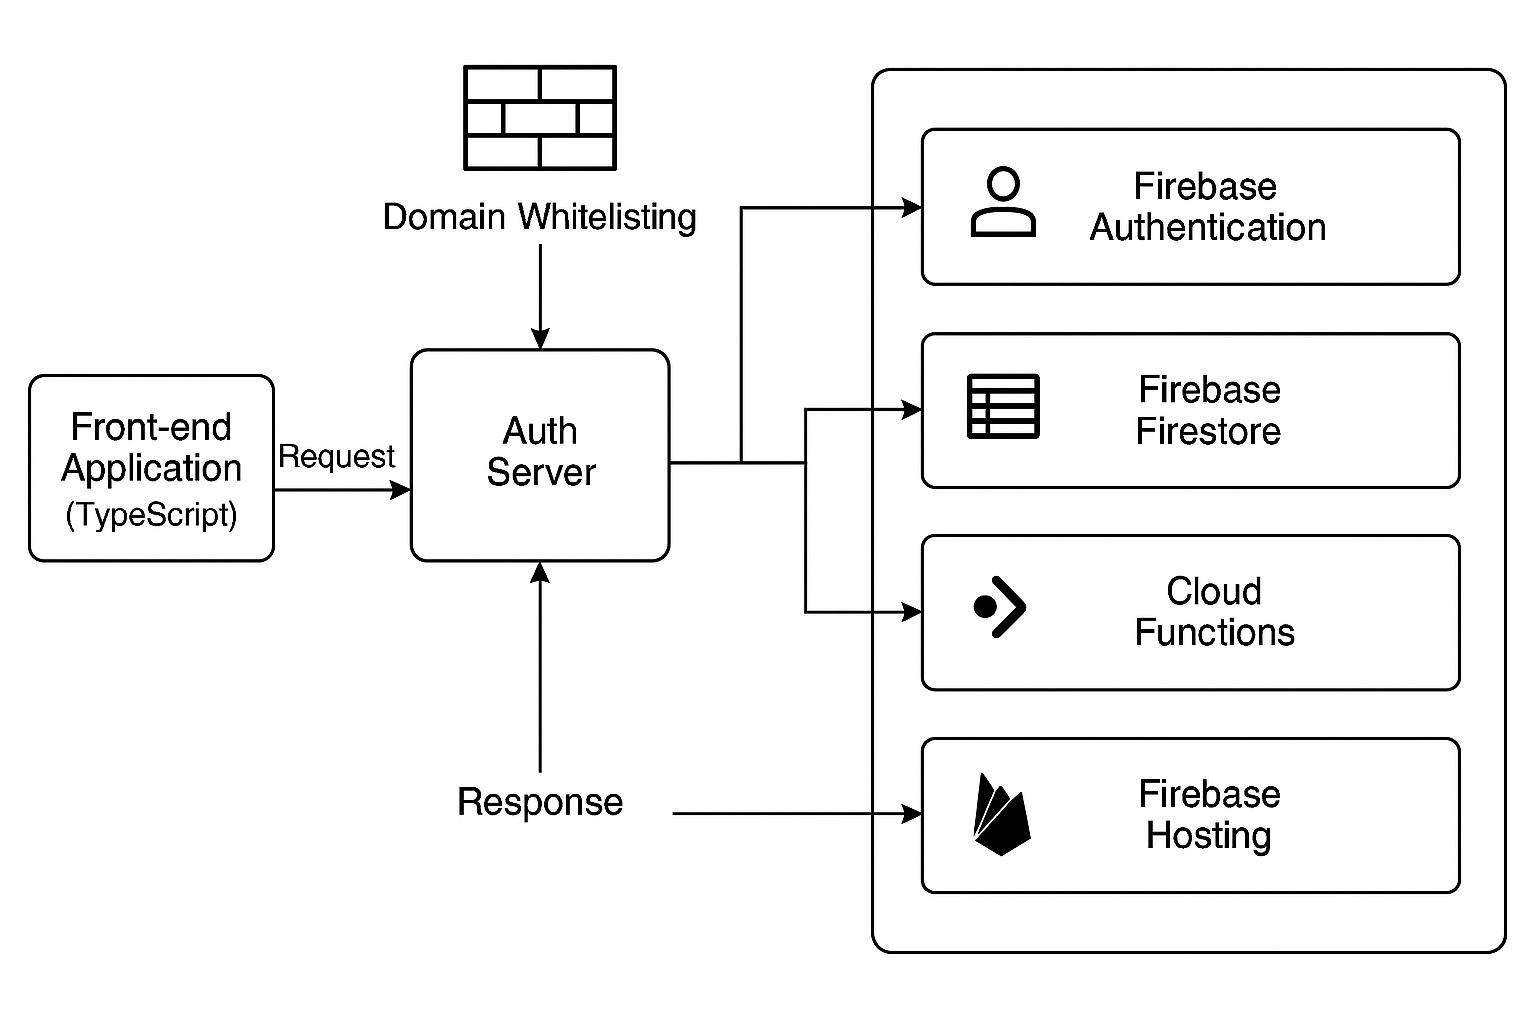 Domain Whitelisting
Front-end
Application
(TypeScript)
Request
Auth
Server
Response
Firebase
Authentication
Firebase
Firestore
Cloud
Functions
Firebase
Hosting